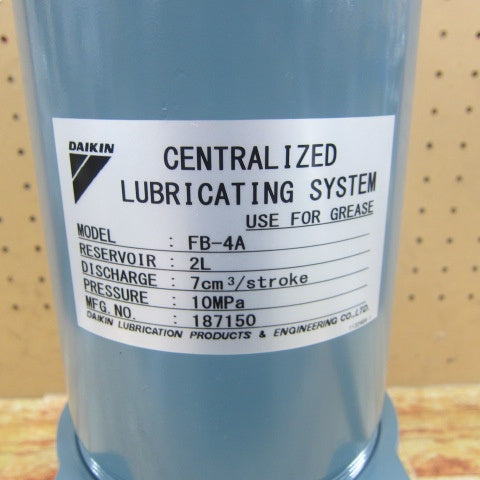 DAIKIN
CENTRALIZED
LUBRICATING SYSTEM
USE FOR GREASE
MODEL : FB-4A
RESERVOIR : 2L
DISCHARGE : 7cm³/stroke
PRESSURE : 10MPa
MFG.NO. : 187150
DAIKIN LUBRICATION PRODUCTS & ENGINEERING CO.,LTD.